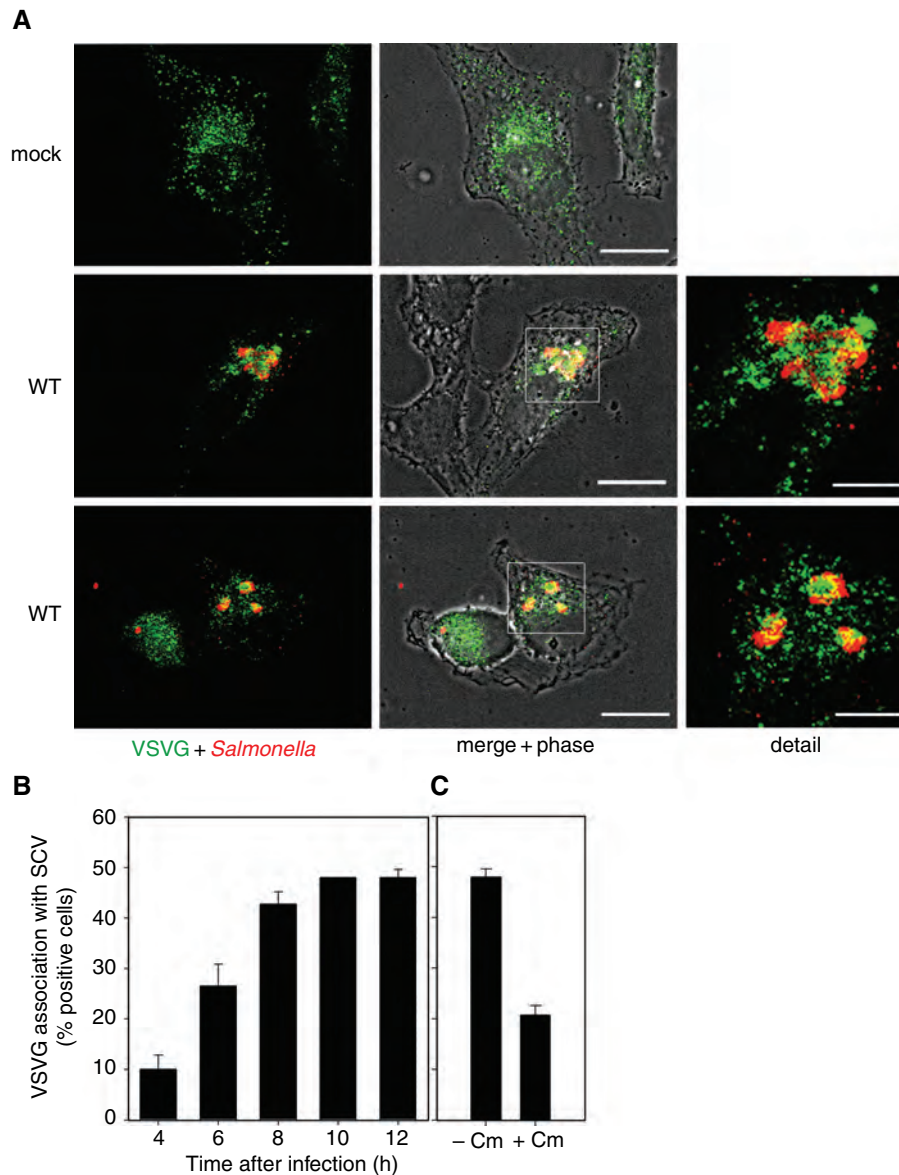 A
mock
WT
WT
VSVG + Salmonella
merge + phase
detail
B
C
VSVG association with SCV
(% positive cells)
60
50
40
30
20
10
0
4 6 8 10 12
Time after infection (h)
– Cm + Cm